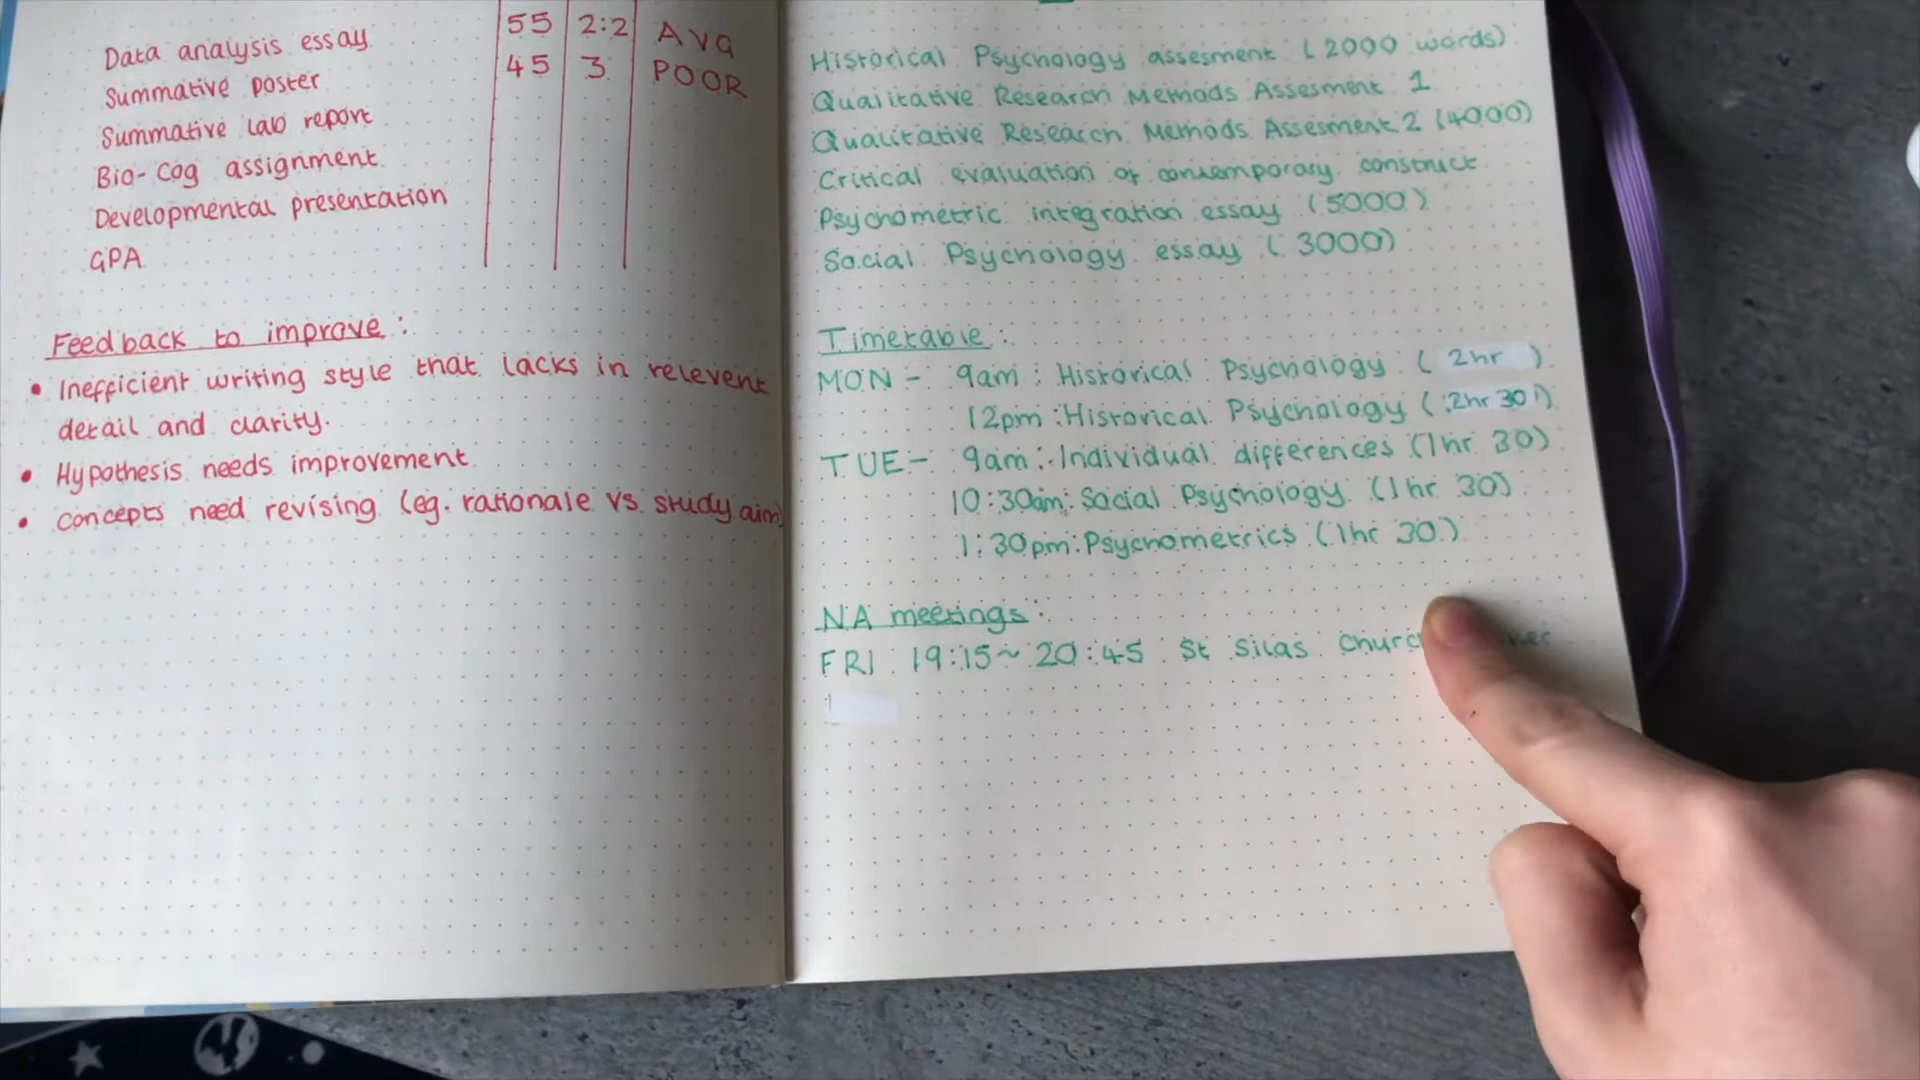 Data analysis essay 55 2:2 AVG
Summative poster 45 3 POOR
Summative lab report
Bio-Cog assignment
Developmental presentation
GPA
Feedback to improve:
• Inefficient writing style that lacks in relevent
detail and clarity.
• Hypothesis needs improvement
• Concepts need revising (eg. rationale vs study aim)
Historical Psychology assesment (2000 words)
Qualitative Research Methods Assesment 1
Qualitative Research Methods Assesment 2 (4000)
Critical evaluation of contemporary construct
Psychometric integration essay (5000)
Social Psychology essay (3000)
Timetable:
MON - 9am: Historical Psychology (2hr)
12pm: Historical Psychology (2hr 30)
TUE - 9am: Individual differences (1hr 30)
10:30am: Social Psychology (1hr 30)
1:30pm: Psychometrics (1hr 30)
NA meetings:
FRI 19:15~20:45 St Silas